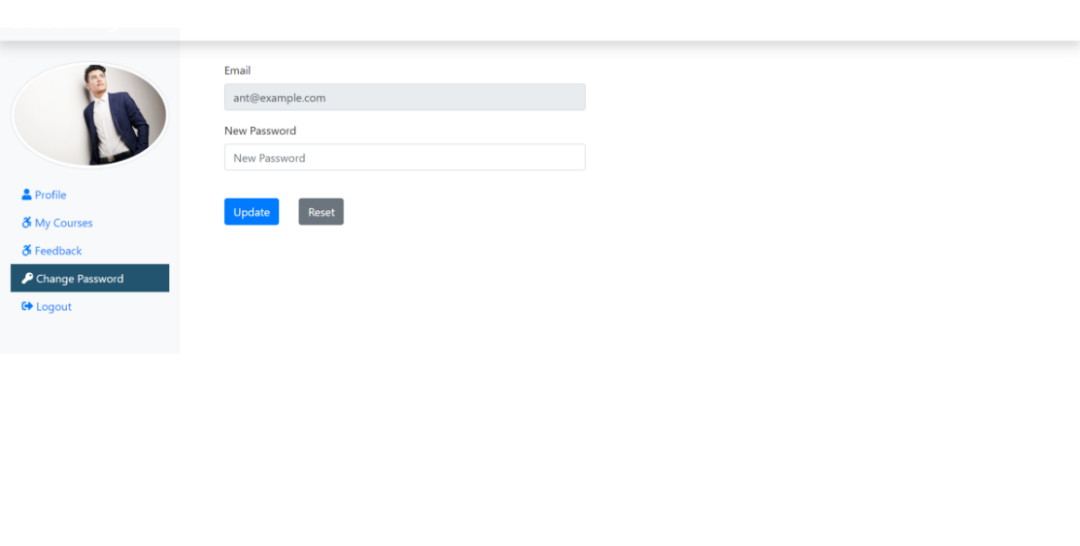 Email
ant@example.com
New Password
New Password
Update Reset
Profile
My Courses
Feedback
Change Password
Logout